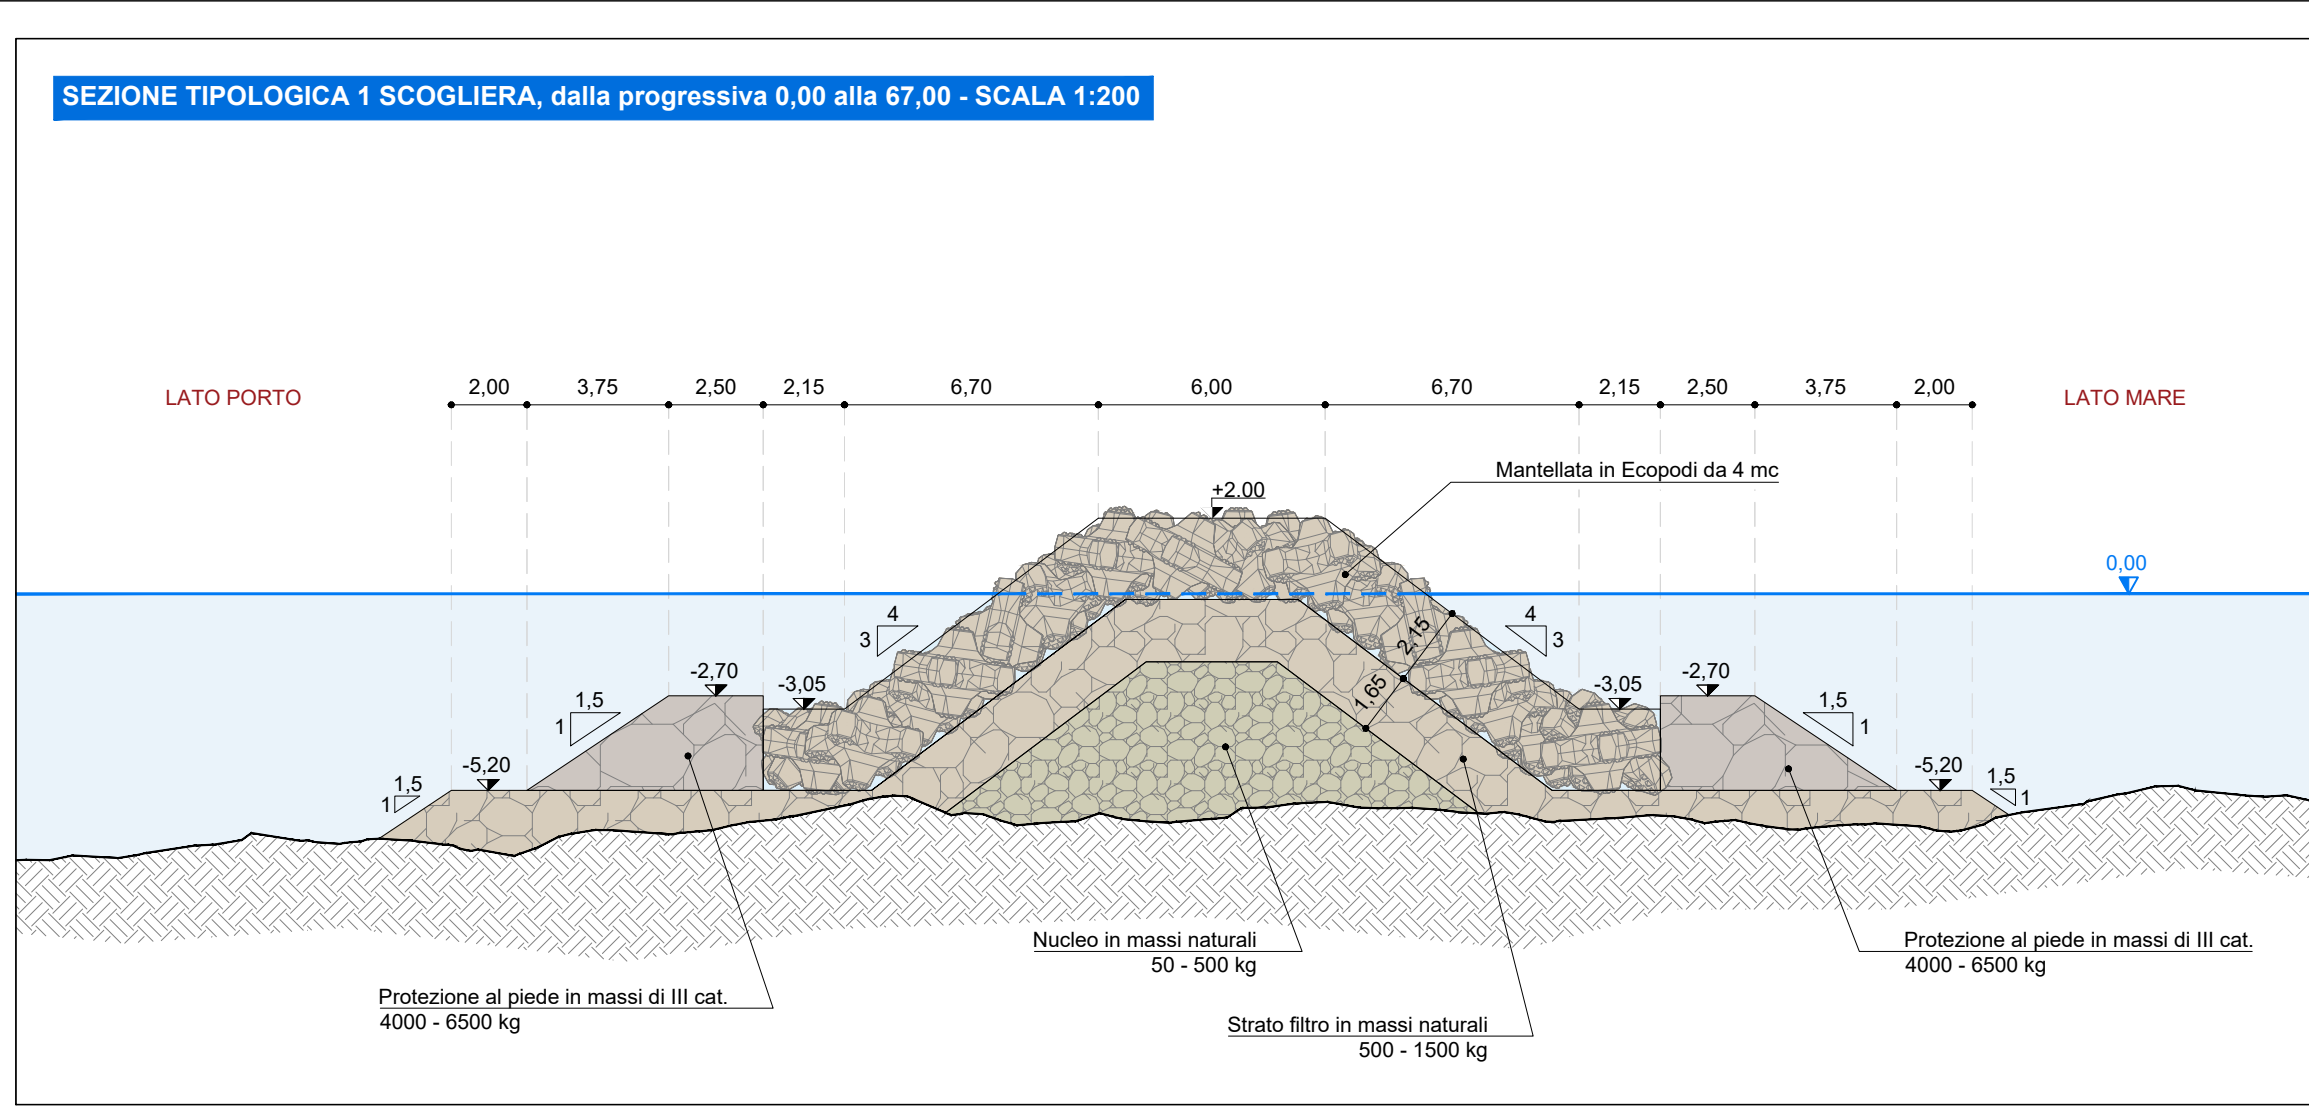 SEZIONE TIPOLOGICA 1 SCOGLIERA, dalla progressiva 0,00 alla 67,00 - SCALA 1:200
LATO PORTO
2,00
3,75
2,50
2,15
6,70
6,00
6,70
2,15
2,50
3,75
2,00
LATO MARE
Mantellata in Ecopodi da 4 mc
+2.00
0,00
4
3
4
3
2,15
1,65
-2,70
-3,05
-3,05
-2,70
1,5
1
1,5
1
-5,20
-5,20
1,5
1
1,5
1
Nucleo in massi naturali
50 - 500 kg
Protezione al piede in massi di III cat.
4000 - 6500 kg
Protezione al piede in massi di III cat.
4000 - 6500 kg
Strato filtro in massi naturali
500 - 1500 kg